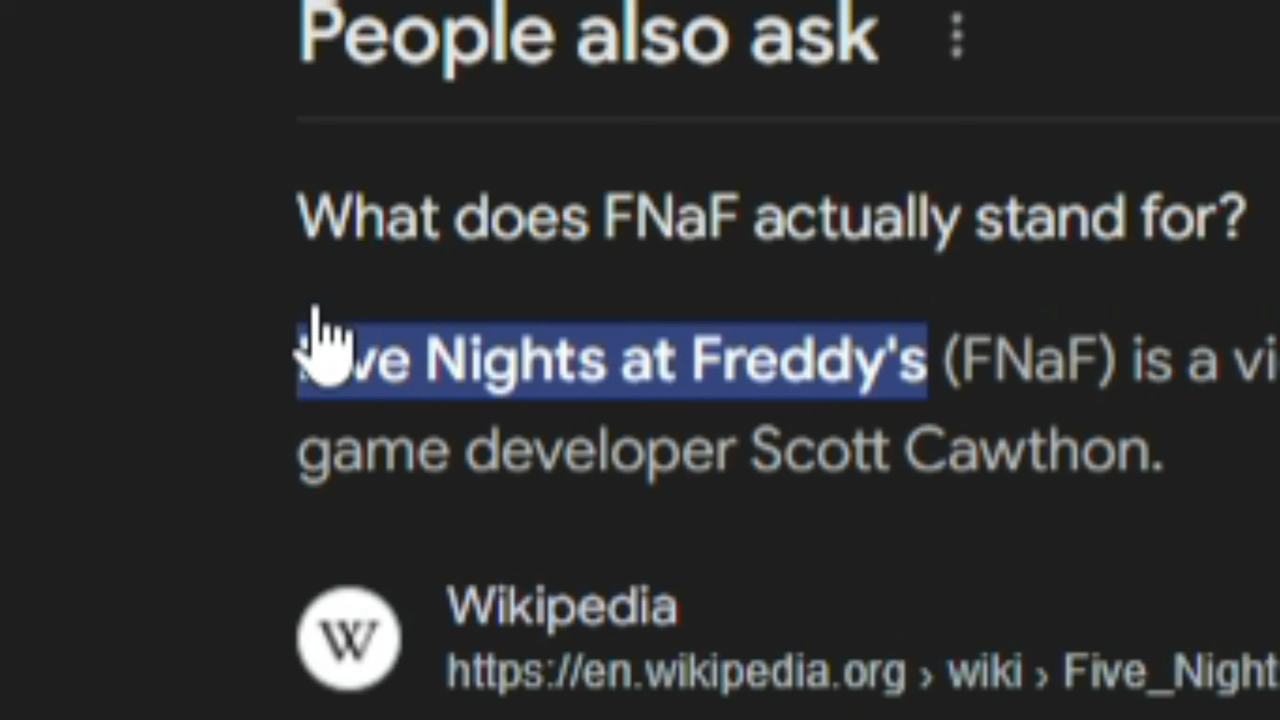 People also ask
What does FNaF actually stand for?
Five Nights at Freddy's (FNaF) is a vi
game developer Scott Cawthon.
W
Wikipedia
https://en.wikipedia.org › wiki › Five_Night